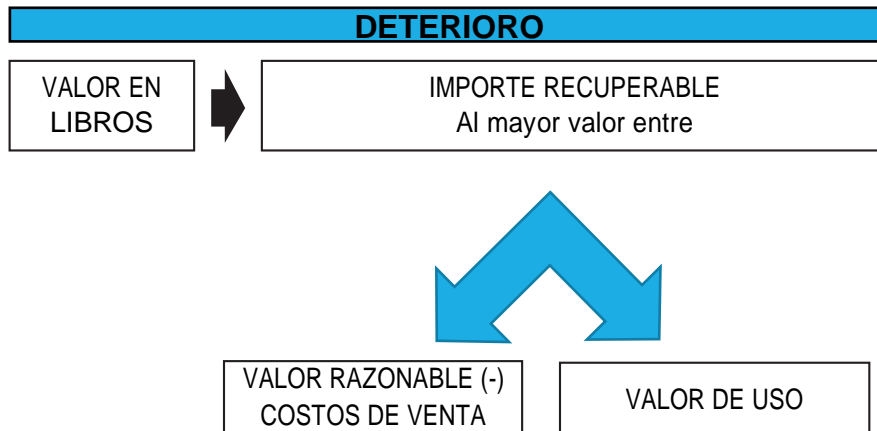 DETERIORO
VALOR EN
LIBROS
IMPORTE RECUPERABLE
Al mayor valor entre
VALOR RAZONABLE (-)
COSTOS DE VENTA
VALOR DE USO